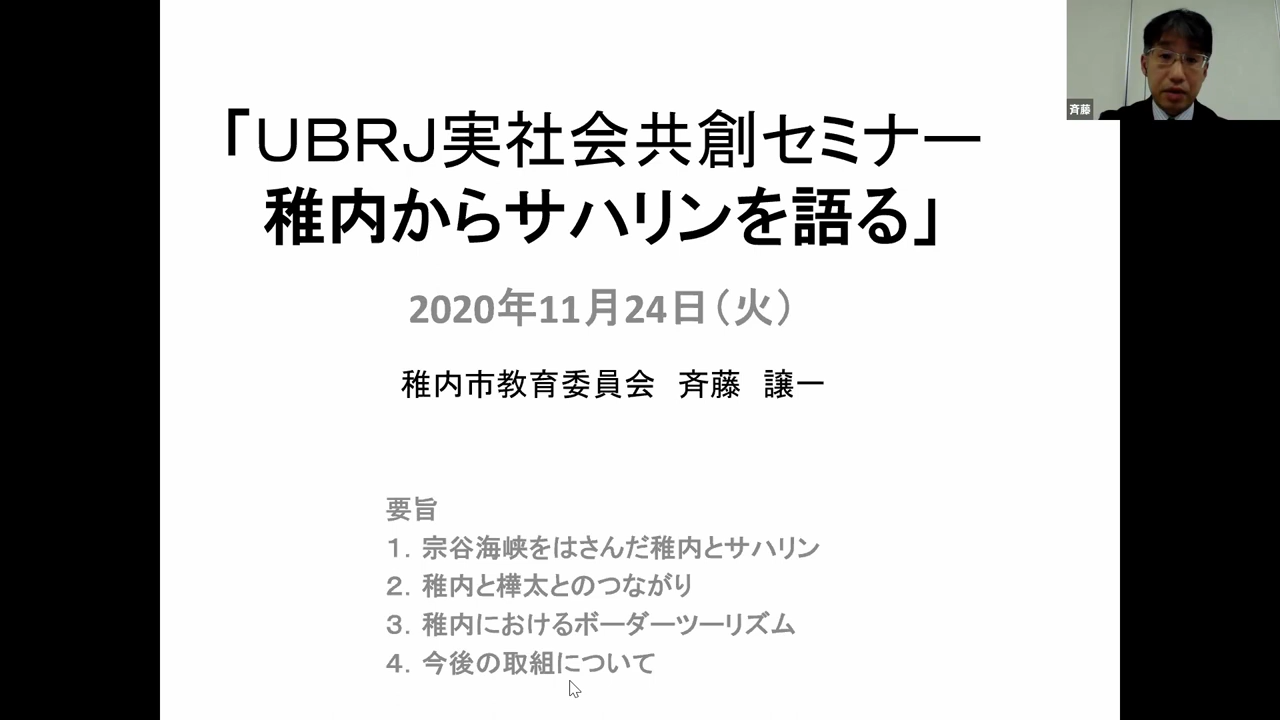 「ＵＢＲＪ実社会共創セミナー
稚内からサハリンを語る」
2020年11月24日（火）
稚内市教育委員会　斉藤　譲一
要旨
１．宗谷海峡をはさんだ稚内とサハリン
２．稚内と樺太とのつながり
３．稚内におけるボーダーツーリズム
４．今後の取組について
斉藤